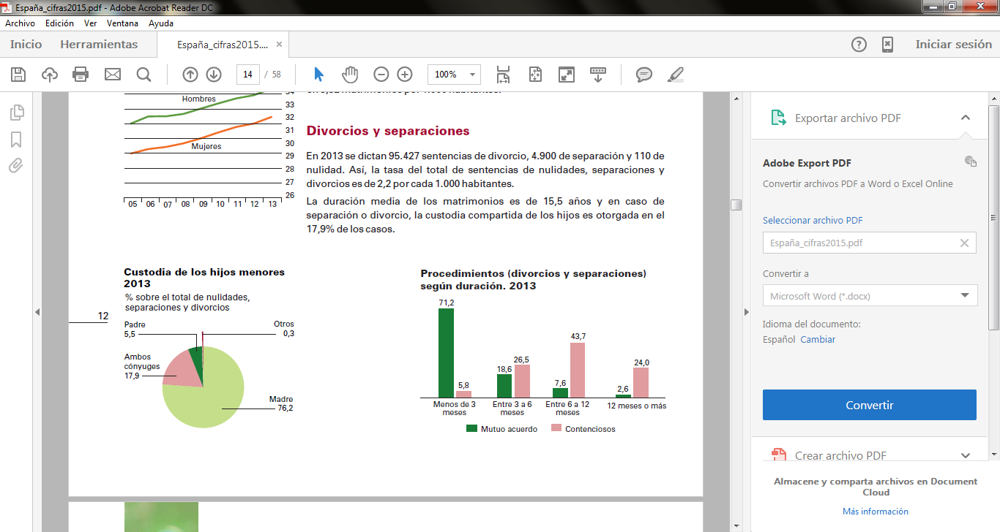 España_cifras2015.pdf - Adobe Acrobat Reader DC
Archivo Edición Ver Ventana Ayuda
Inicio Herramientas España_cifras2015.... × Iniciar sesión
14 / 58 100%
34
Hombres
33
32
31
Mujeres
30
29
28
27
26
05 06 07 08 09 10 11 12 13
Divorcios y separaciones
En 2013 se dictan 95.427 sentencias de divorcio, 4.900 de separación y 110 de
nulidad. Así, la tasa del total de sentencias de nulidades, separaciones y
divorcios es de 2,2 por cada 1.000 habitantes.
La duración media de los matrimonios es de 15,5 años y en caso de
separación o divorcio, la custodia compartida de los hijos es otorgada en el
17,9% de los casos.
12
Custodia de los hijos menores
2013
% sobre el total de nulidades,
separaciones y divorcios
Padre
5,5
Otros
0,3
Ambos
cónyuges
17,9
Madre
76,2
Procedimientos (divorcios y separaciones)
según duración. 2013
71,2
5,8
18,6
26,5
7,6
43,7
2,6
24,0
Menos de 3
meses
Entre 3 a 6
meses
Entre 6 a 12
meses
12 meses o más
Mutuo acuerdo Contenciosos
Exportar archivo PDF
Adobe Export PDF
Convertir archivos PDF a Word o Excel Online
Seleccionar archivo PDF
España_cifras2015.pdf
Convertir a
Microsoft Word (*.docx)
Idioma del documento:
Español Cambiar
Convertir
Crear archivo PDF
Almacene y comparta archivos en Document
Cloud
Más información